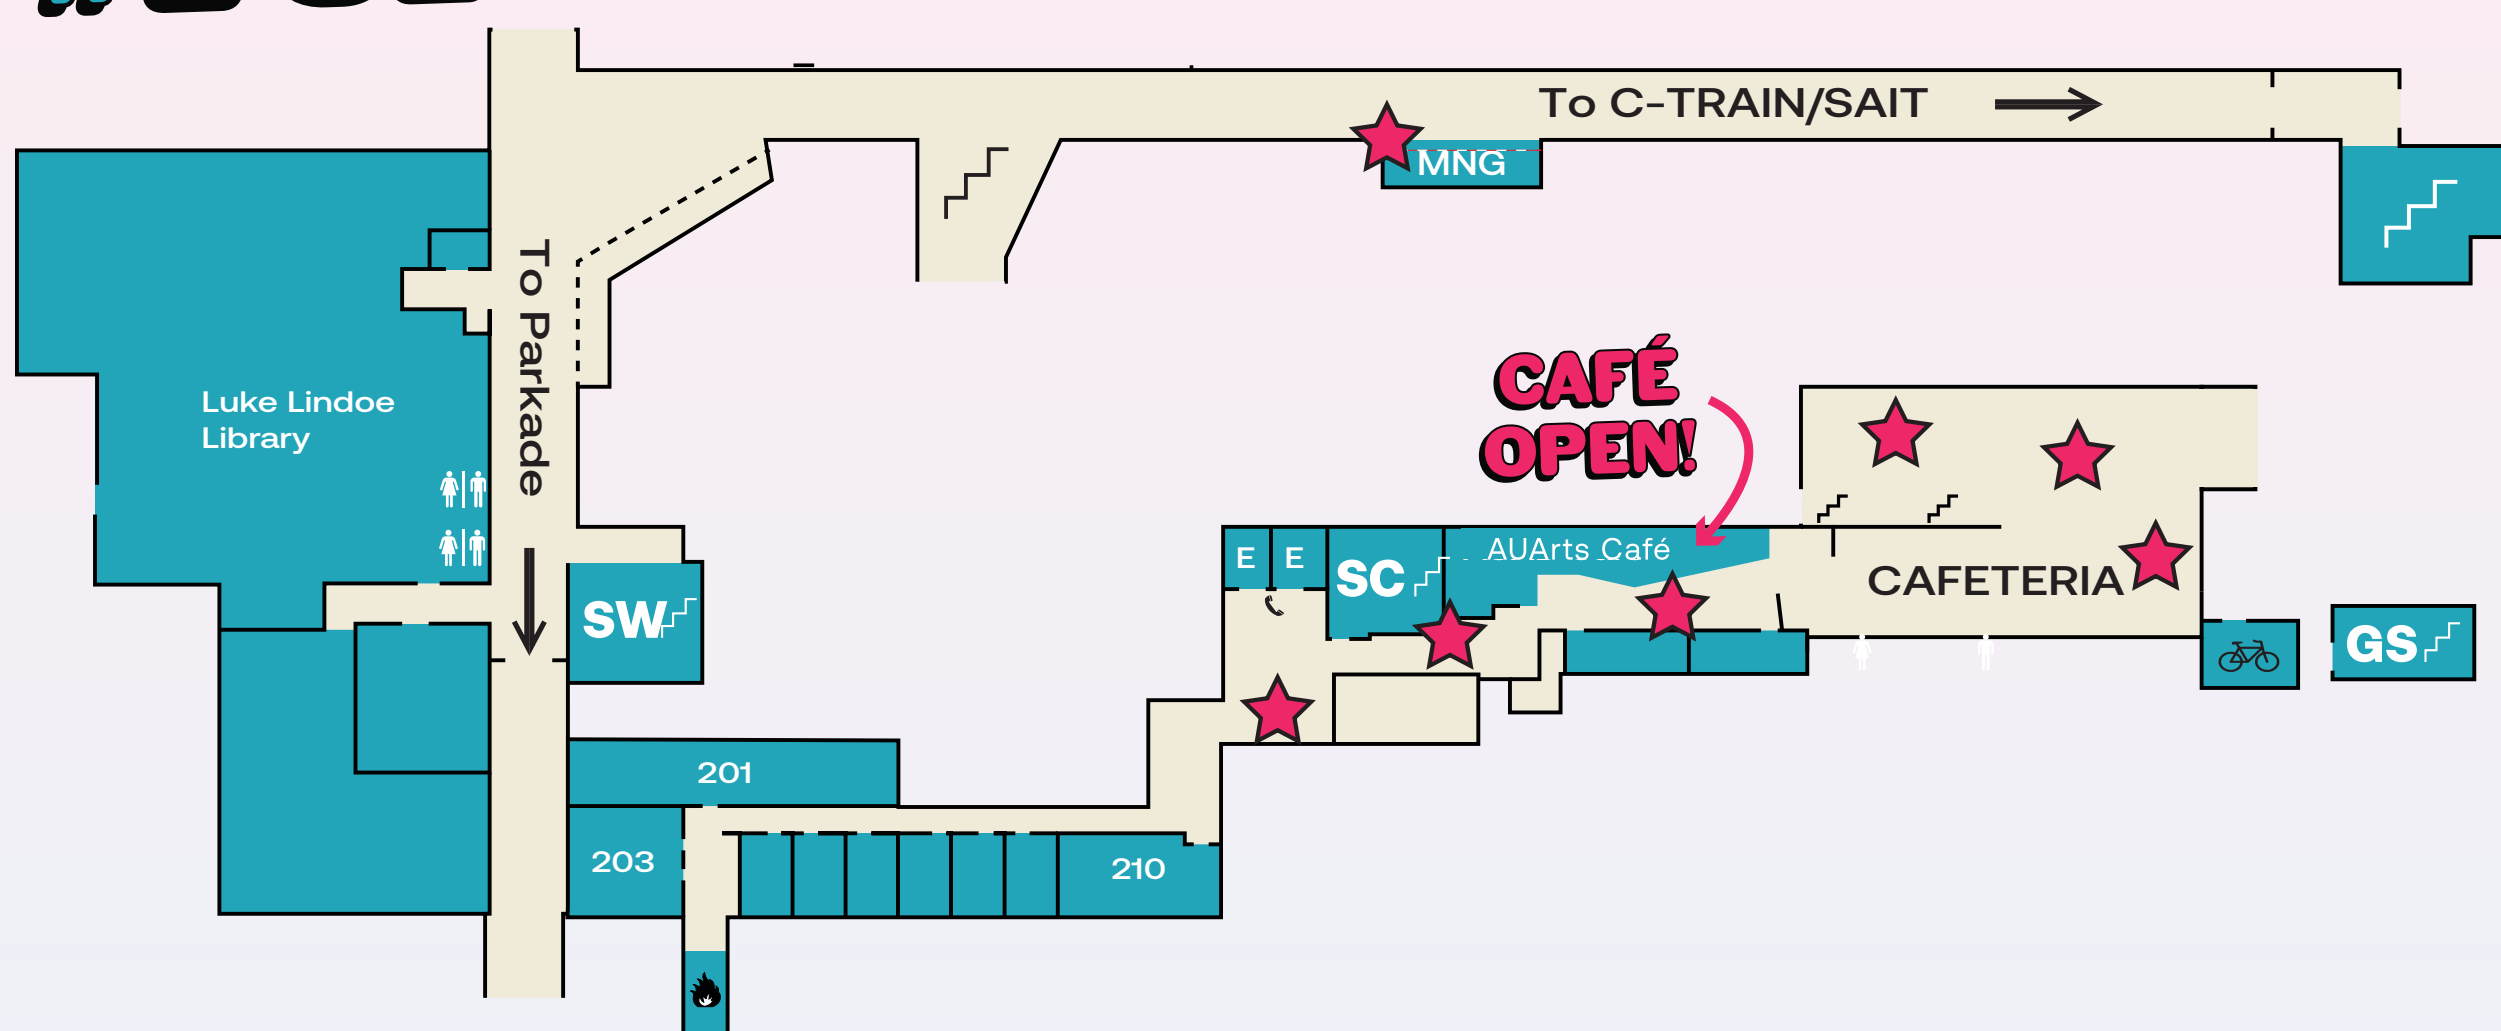 To C-TRAIN/SAIT
MNG
To Parkade
Luke Lindoe
Library
CAFÉ
OPEN!
E
E
SC
AUArts Café
CAFETERIA
SW
GS
201
203
210